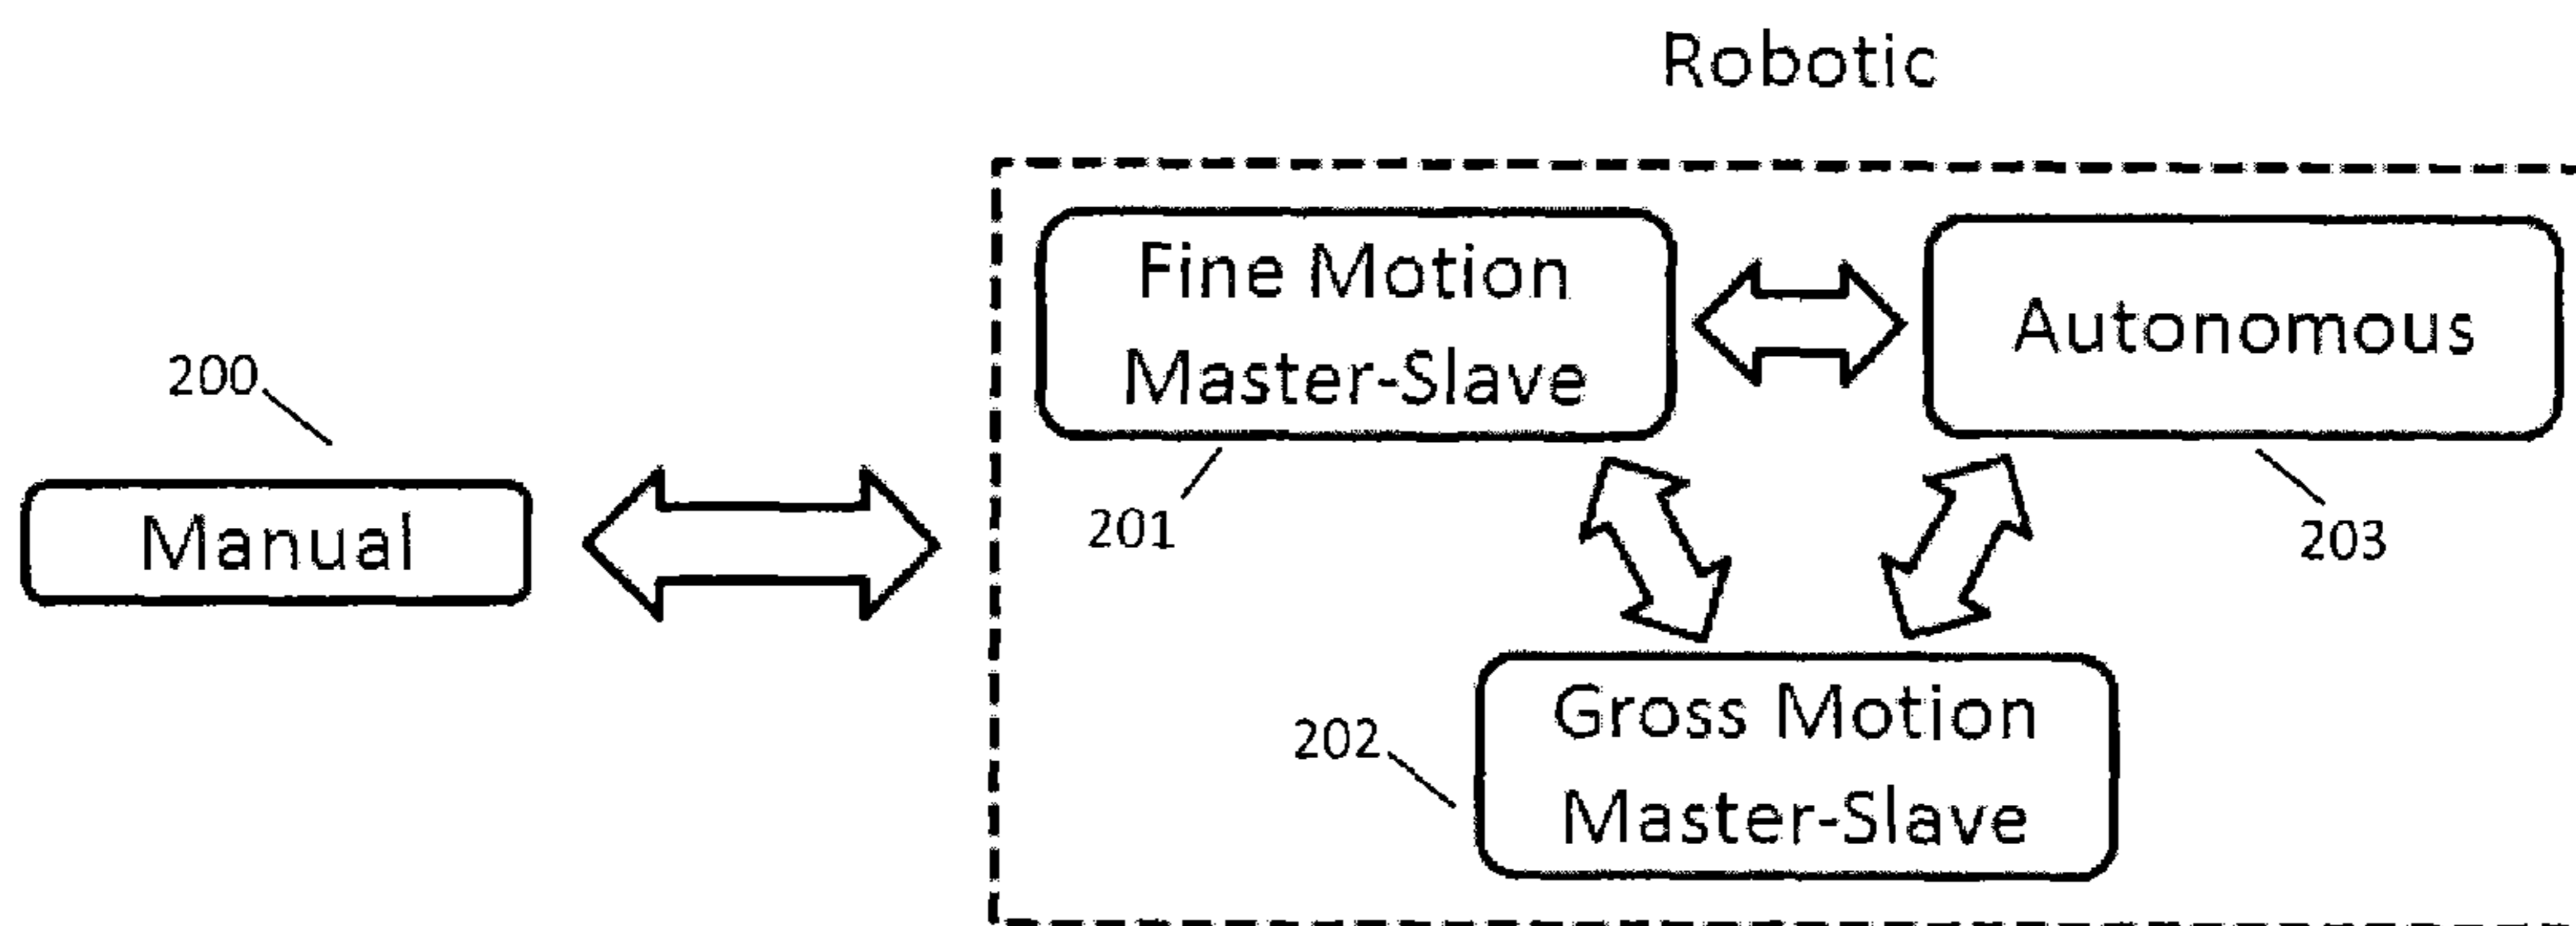 Robotic
Fine Motion
Master-Slave
Autonomous
200
Manual
201
203
202
Gross Motion
Master-Slave